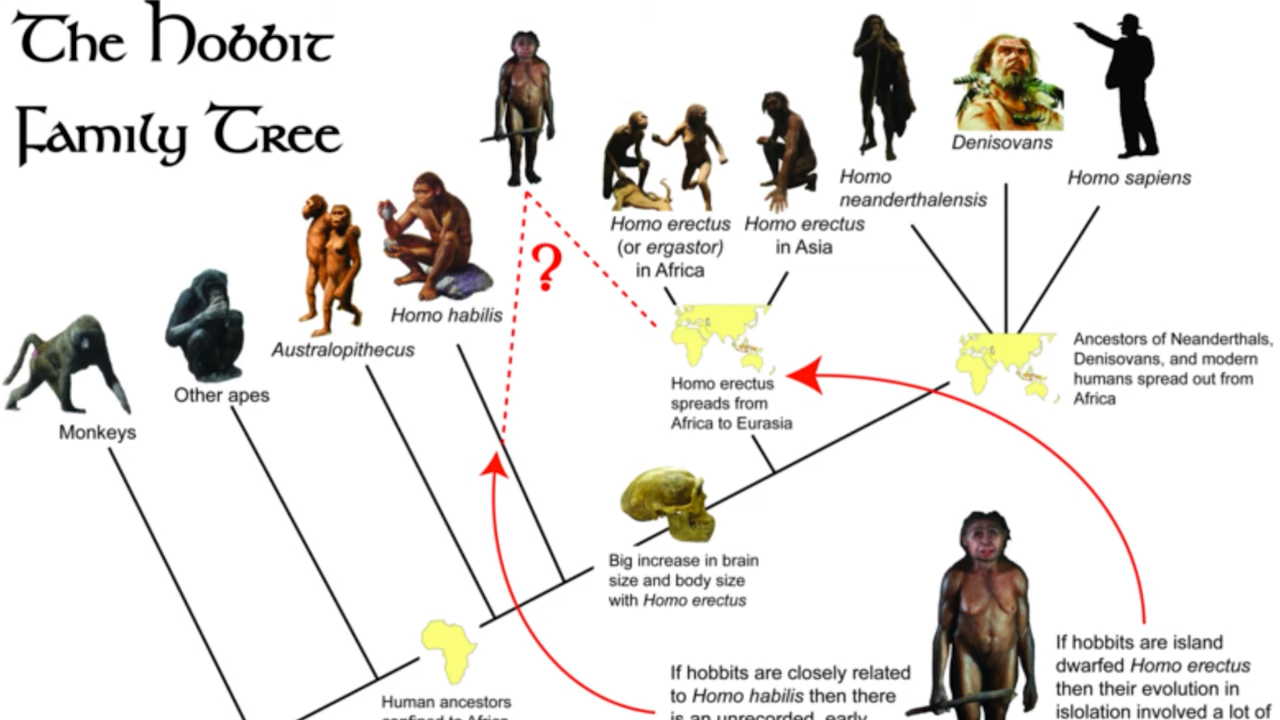 The Hobbit
Family Tree
Denisovans
Homo
neanderthalensis
Homo sapiens
Homo erectus
(or ergastor)
in Africa
Homo erectus
in Asia
?
Homo habilis
Australopithecus
Other apes
Monkeys
Ancestors of Neanderthals,
Denisovans, and modern
humans spread out from
Africa
Homo erectus
spreads from
Africa to Eurasia
Big increase in brain
size and body size
with Homo erectus
If hobbits are island
dwarfed Homo erectus
then their evolution in
islolation involved a lot of
If hobbits are closely related
to Homo habilis then there
is an unrecorded, early
Human ancestors
confined to Africa